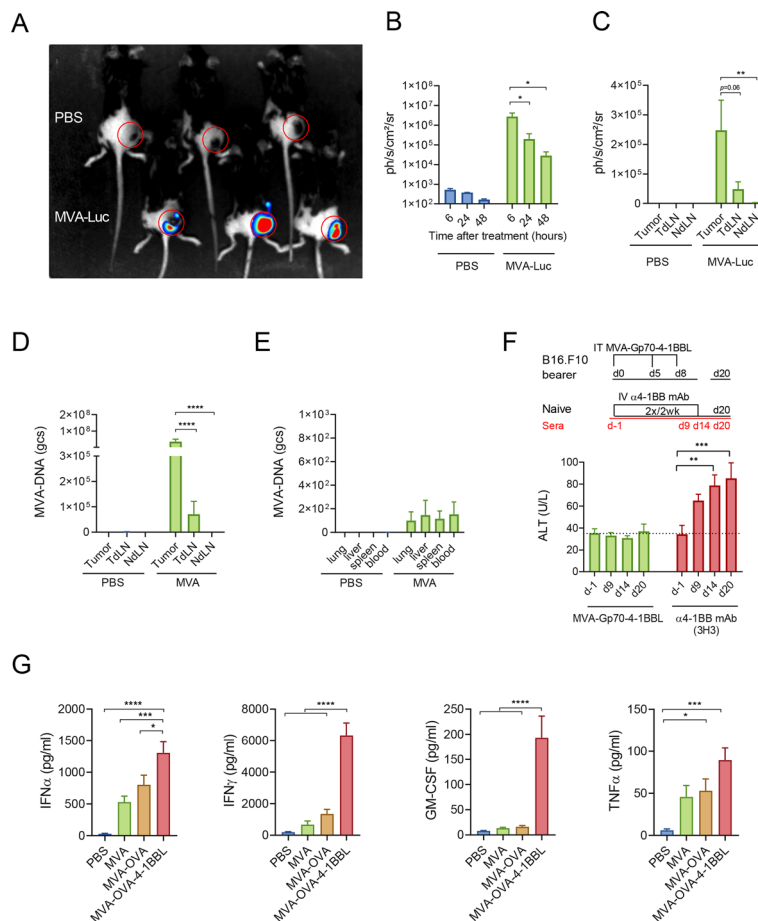 A
PBS
MVA-Luc
B
ph/s/cm²/sr
1×10⁸
1×10⁷
1×10⁶
1×10⁵
1×10⁴
1×10³
1×10²
* *
6 24 48 6 24 48
Time after treatment (hours)
PBS MVA-Luc
C
ph/s/cm²/sr
4×10⁵
3×10⁵
2×10⁵
1×10⁵
0
**
p=0.06
Tumor TdLN NdLN Tumor TdLN NdLN
PBS MVA-Luc
D
MVA-DNA (gcs)
2×10⁸
1×10⁸
3×10⁵
2×10⁵
1×10⁵
0
****
****
Tumor TdLN NdLN Tumor TdLN NdLN
PBS MVA
E
MVA-DNA (gcs)
1×10³
8×10²
6×10²
4×10²
2×10²
0
lung liver spleen blood lung liver spleen blood
PBS MVA
F
IT MVA-Gp70-4-1BBL
B16.F10
bearer
d0 d5 d8 d20
IV α4-1BB mAb
Naive 2x/2wk d20
Sera d-1 d9 d14 d20
ALT (U/L)
100
80
60
40
20
0
***
**
d-1 d9 d14 d20 d-1 d9 d14 d20
MVA-Gp70-4-1BBL α4-1BB mAb
(3H3)
G
IFNα (pg/ml)
2000
1500
1000
500
0
****
***
*
PBS MVA MVA-OVA MVA-OVA-4-1BBL
IFNγ (pg/ml)
8000
6000
4000
2000
0
****
PBS MVA MVA-OVA MVA-OVA-4-1BBL
GM-CSF (pg/ml)
250
200
150
100
50
0
****
PBS MVA MVA-OVA MVA-OVA-4-1BBL
TNFα (pg/ml)
150
100
50
0
***
*
PBS MVA MVA-OVA MVA-OVA-4-1BBL